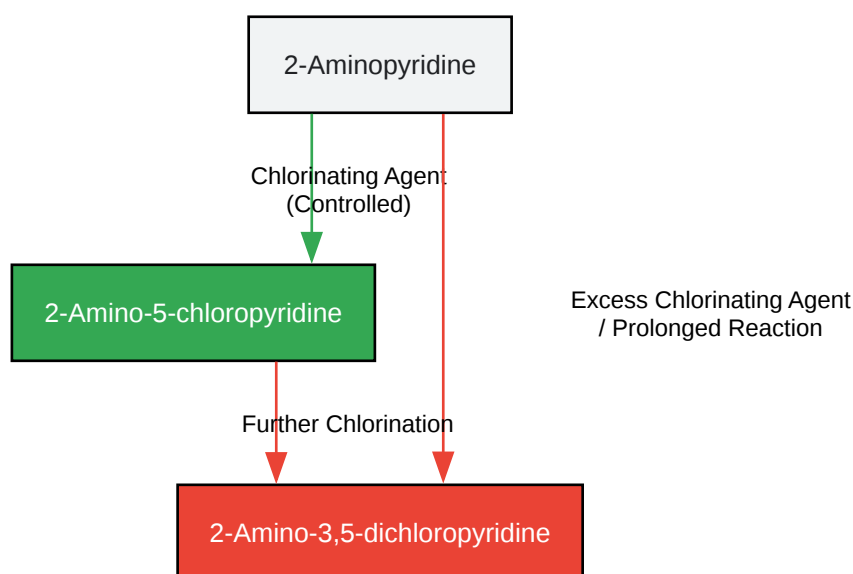 2-Aminopyridine
Chlorinating Agent
(Controlled)
2-Amino-5-chloropyridine
Excess Chlorinating Agent
/ Prolonged Reaction
Further Chlorination
2-Amino-3,5-dichloropyridine